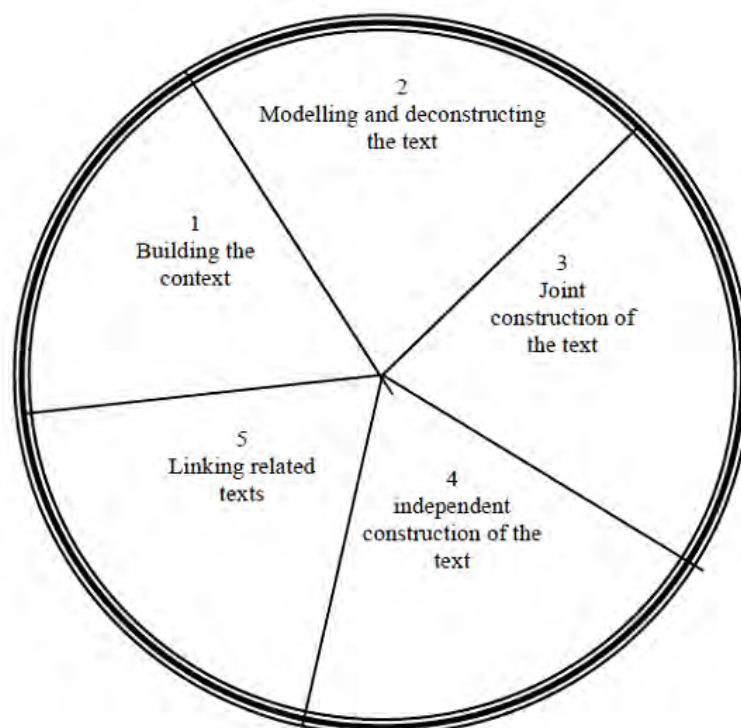 1
Building the
context
2
Modelling and deconstructing
the text
3
Joint
construction of
the text
4
independent
construction of the
text
5
Linking related
texts